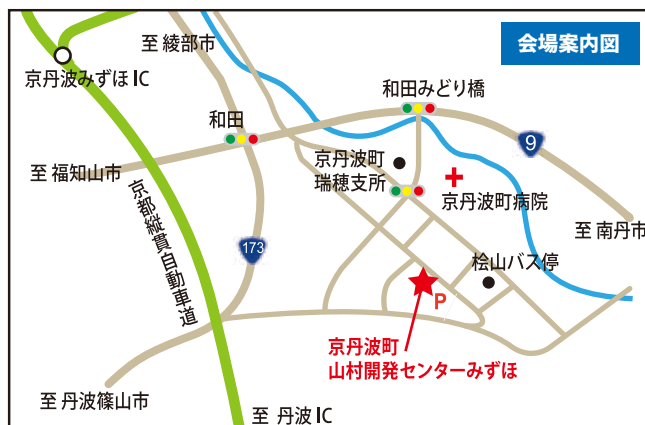 会場案内図
至 綾部市
京丹波みずほ IC
和田みどり橋
和田
9
京丹波町
瑞穂支所
至 福知山市
京丹波町病院
京都縦貫自動車道
至 南丹市
173
桧山バス停
P
京丹波町
山村開発センターみずほ
至 丹波篠山市
至 丹波 IC